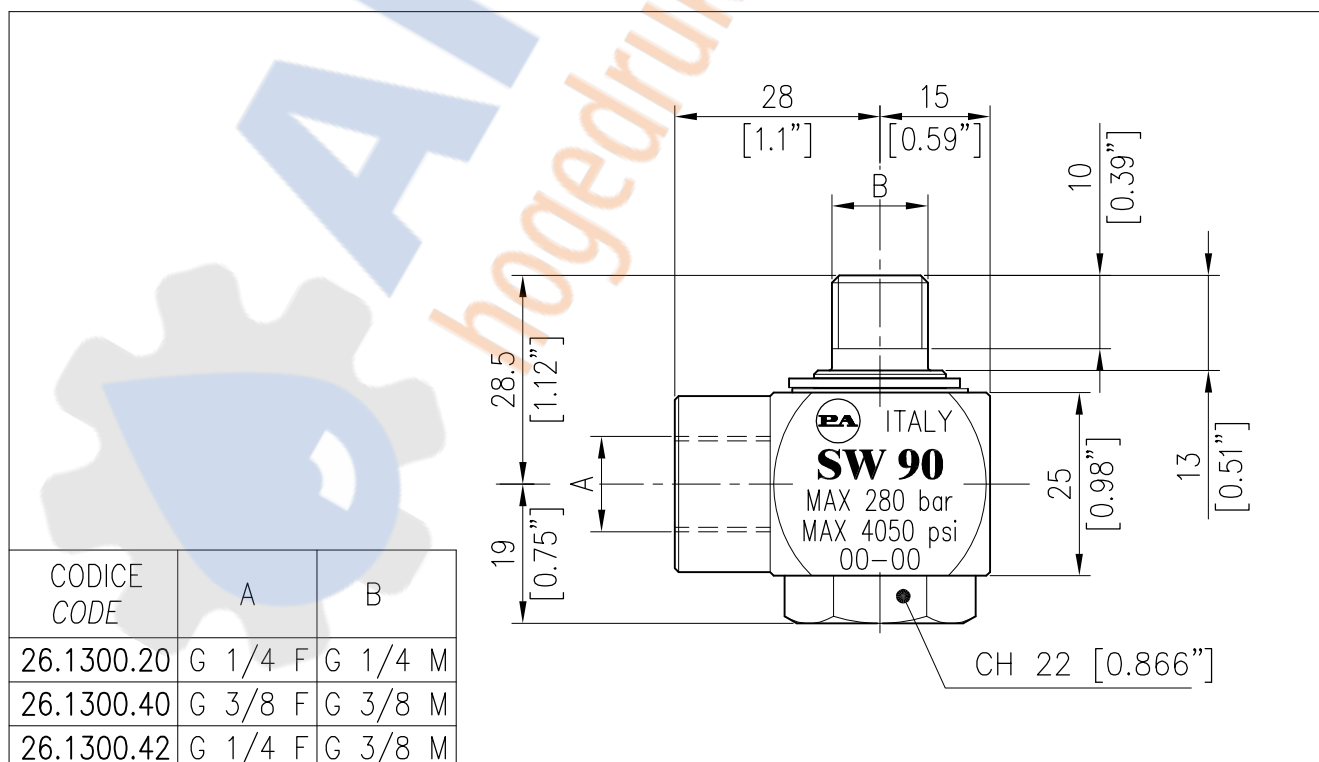 28
[1.1”]
15
[0.59”]
B
10
[0.39”]
28.5
[1.12”]
13
[0.51”]
A
19
[0.75”]
25
[0.98”]
PA ITALY
SW 90
MAX 280 bar
MAX 4050 psi
00–00
CH 22 [0.866”]
CODICE
CODE
A
B
26.1300.20 G 1/4 F G 1/4 M
26.1300.40 G 3/8 F G 3/8 M
26.1300.42 G 1/4 F G 3/8 M